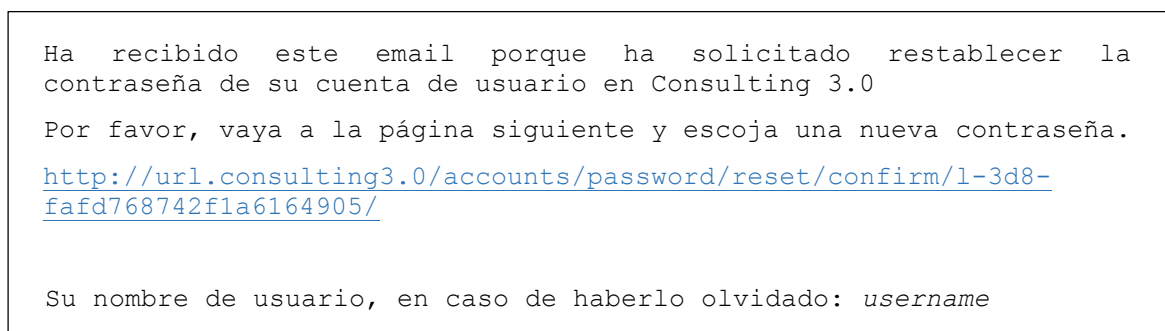 Ha recibido este email porque ha solicitado restablecer la
contraseña de su cuenta de usuario en Consulting 3.0
Por favor, vaya a la página siguiente y escoja una nueva contraseña.
http://url.consulting3.0/accounts/password/reset/confirm/l-3d8-
fafd768742f1a6164905/
Su nombre de usuario, en caso de haberlo olvidado: username